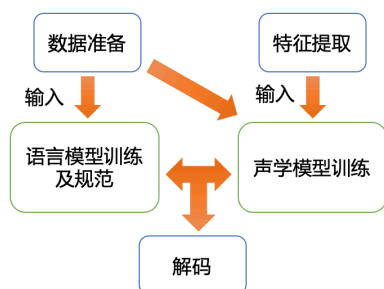 数据准备
特征提取
输入
输入
语言模型训练
及规范
声学模型训练
解码